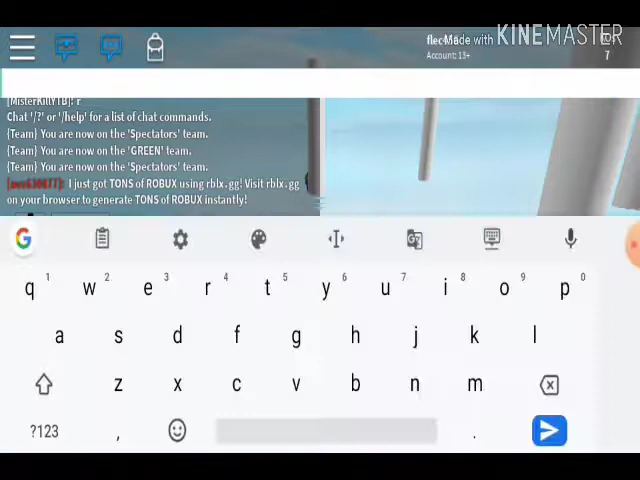 Made with KINEMASTER
Account: 13+
7
[MisterKillYTB]: r
Chat '/?' or '/help' for a list of chat commands.
{Team} You are now on the 'Spectators' team.
{Team} You are now on the 'GREEN' team.
{Team} You are now on the 'Spectators' team.
I just got TONS of ROBUX using rblx.gg! Visit rblx.gg
on your browser to generate TONS of ROBUX instantly!
G
1 2 3 4 5 6 7 8 9 0
q w e r t y u i o p
a s d f g h j k l
z x c v b n m
?123 , .